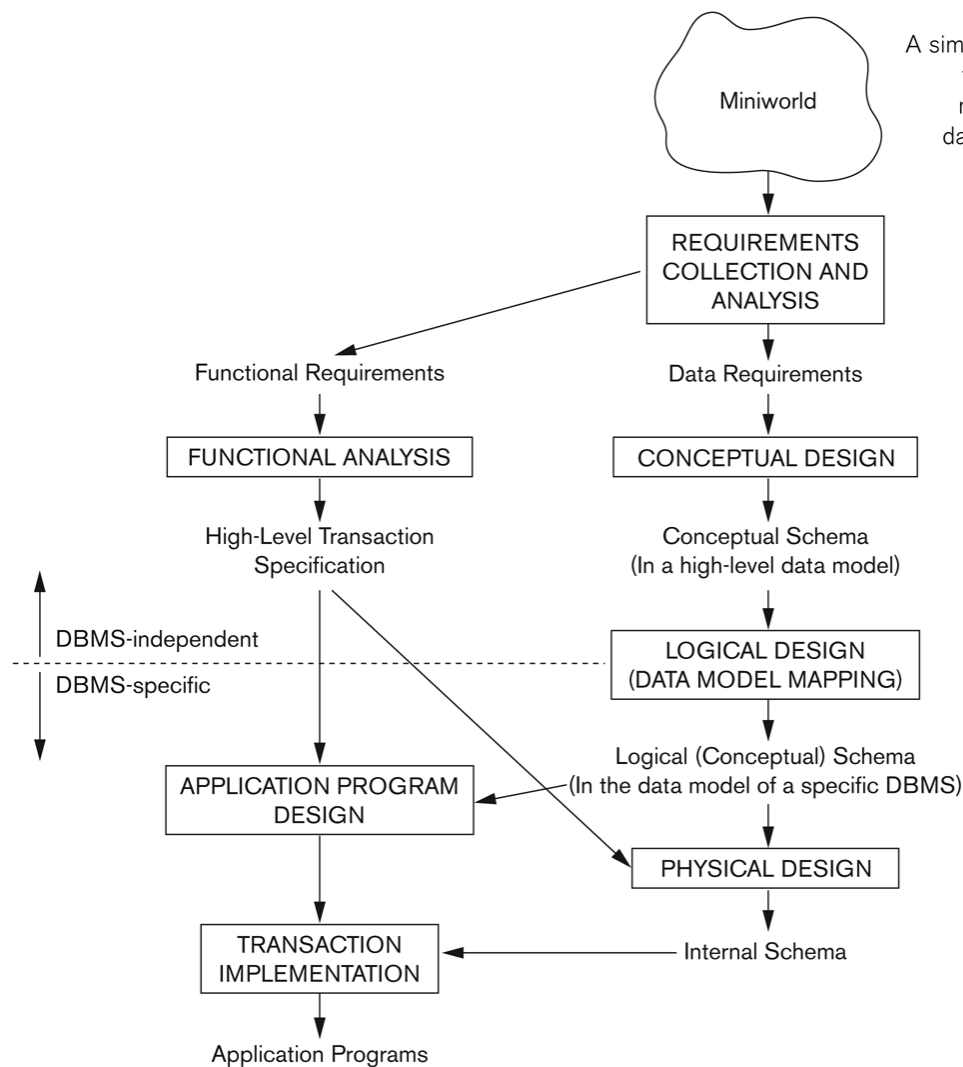 A sim
Miniworld
da
REQUIREMENTS
COLLECTION AND
ANALYSIS
Functional Requirements
Data Requirements
FUNCTIONAL ANALYSIS
CONCEPTUAL DESIGN
High-Level Transaction
Specification
Conceptual Schema
(In a high-level data model)
DBMS-independent
DBMS-specific
LOGICAL DESIGN
(DATA MODEL MAPPING)
Logical (Conceptual) Schema
(In the data model of a specific DBMS)
APPLICATION PROGRAM
DESIGN
PHYSICAL DESIGN
TRANSACTION
IMPLEMENTATION
Internal Schema
Application Programs